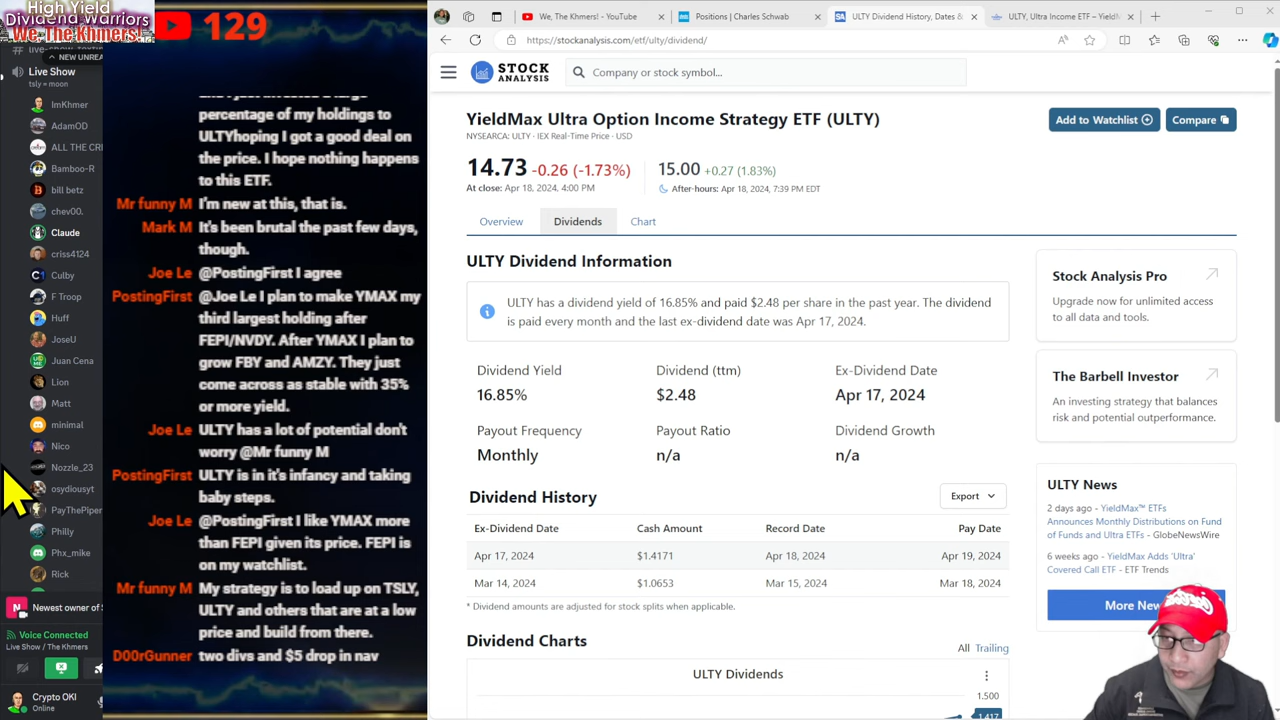 High Yield
Dividend Warriors
We, The Khmers!
129
NEW UNREA
Live Show
tsly = moon
ImKhmer
AdamOD
ALL THE CRI
Bamboo-R
bill betz
chev00.
Claude
criss4124
Culby
F Troop
Huff
JoseU
Juan Cena
Lion
Matt
minimal
Nico
Nozzle_23
osydiousyt
PayThePiper
Philly
Phx_mike
Rick
Newest owner of S
Voice Connected
Live Show / The Khmers
Crypto OKI
Online
percentage of my holdings to
ULTYhoping I got a good deal on
the price. I hope nothing happens
to this ETF.
Mr funny M I'm new at this, that is.
Mark M It's been brutal the past few days,
though.
Joe Le @PostingFirst I agree
PostingFirst @Joe Le I plan to make YMAX my
third largest holding after
FEPI/NVDY. After YMAX I plan to
grow FBY and AMZY. They just
come across as stable with 35%
or more yield.
Joe Le ULTY has a lot of potential don't
worry @Mr funny M
PostingFirst ULTY is in it's infancy and taking
baby steps.
Joe Le @PostingFirst I like YMAX more
than FEPI given its price. FEPI is
on my watchlist.
Mr funny M My strategy is to load up on TSLY,
ULTY and others that are at a low
price and build from there.
D00rGunner two divs and $5 drop in nav
We, The Khmers! - YouTube
Positions | Charles Schwab
ULTY Dividend History, Dates &
ULTY, Ultra Income ETF – YieldM
https://stockanalysis.com/etf/ulty/dividend/
STOCK
ANALYSIS
Company or stock symbol...
YieldMax Ultra Option Income Strategy ETF (ULTY)
NYSEARCA: ULTY · IEX Real-Time Price · USD
Add to Watchlist
Compare
14.73 -0.26 (-1.73%)
At close: Apr 18, 2024, 4:00 PM
15.00 +0.27 (1.83%)
After-hours: Apr 18, 2024, 7:39 PM EDT
Overview Dividends Chart
ULTY Dividend Information
ULTY has a dividend yield of 16.85% and paid $2.48 per share in the past year. The dividend
is paid every month and the last ex-dividend date was Apr 17, 2024.
Dividend Yield Dividend (ttm) Ex-Dividend Date
16.85% $2.48 Apr 17, 2024
Payout Frequency Payout Ratio Dividend Growth
Monthly n/a n/a
Dividend History
Export
Ex-Dividend Date Cash Amount Record Date Pay Date
Apr 17, 2024 $1.4171 Apr 18, 2024 Apr 19, 2024
Mar 14, 2024 $1.0653 Mar 15, 2024 Mar 18, 2024
* Dividend amounts are adjusted for stock splits when applicable.
Dividend Charts
All Trailing
ULTY Dividends
1.500
1.417
Stock Analysis Pro
Upgrade now for unlimited access
to all data and tools.
The Barbell Investor
An investing strategy that balances
risk and potential outperformance.
ULTY News
2 days ago - YieldMax™ ETFs
Announces Monthly Distributions on Fund
of Funds and Ultra ETFs - GlobeNewsWire
6 weeks ago - YieldMax Adds 'Ultra'
Covered Call ETF - ETF Trends
More New